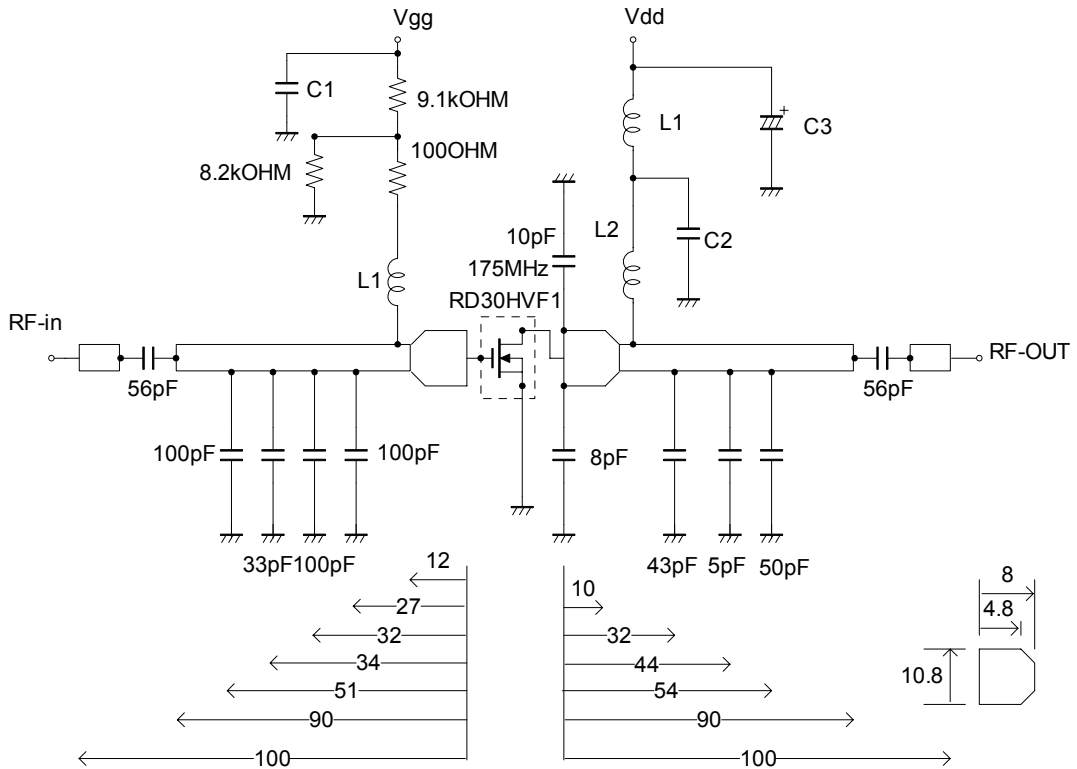 Vgg
Vdd
C1
9.1kOHM
L1
+
C3
100OHM
8.2kOHM
10pF
L2
C2
L1
175MHz
RD30HVF1
RF-in
RF-OUT
56pF
56pF
100pF
100pF
8pF
33pF
100pF
43pF
5pF
50pF
12
10
8
27
4.8
32
32
34
44
10.8
51
54
90
90
100
100